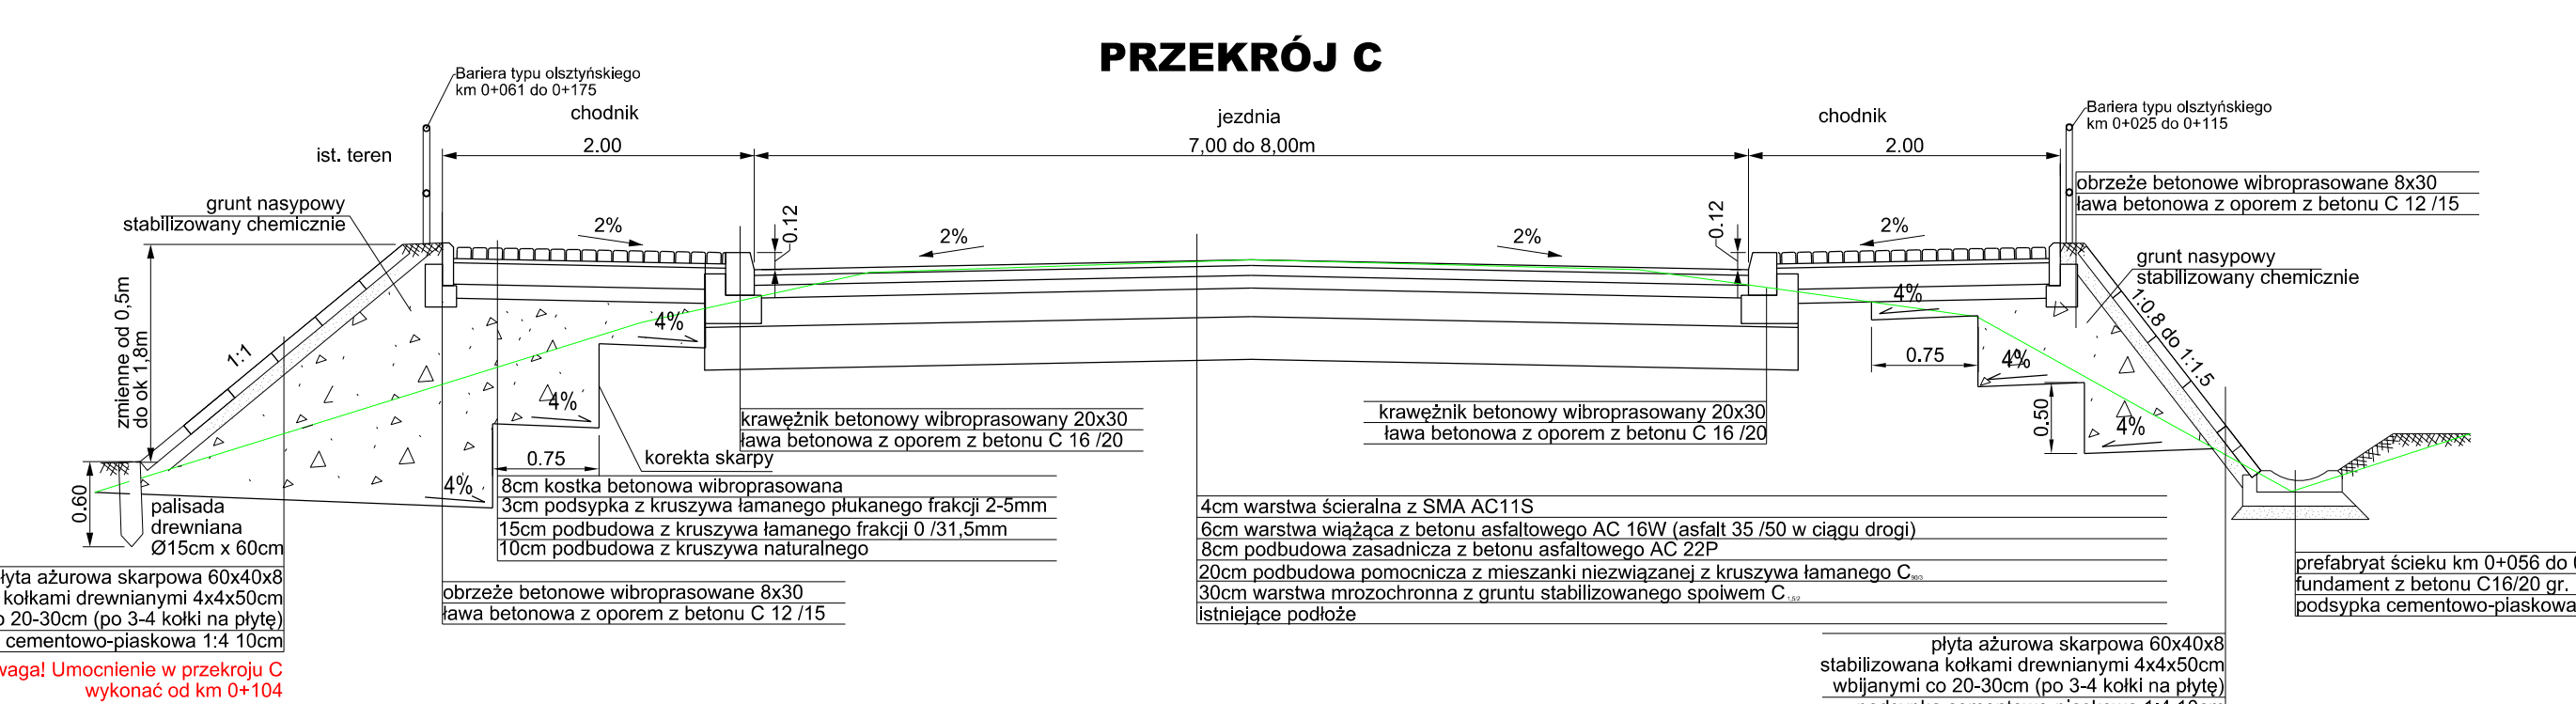 PRZEKRÓJ C
Bariera typu olsztyńskiego
km 0+061 do 0+175
chodnik
jezdnia
chodnik
Bariera typu olsztyńskiego
km 0+025 do 0+115
ist. teren
2.00
7,00 do 8,00m
2.00
grunt nasypowy
stabilizowany chemicznie
obrzeże betonowe wibroprasowane 8x30
ława betonowa z oporem z betonu C 12 /15
2%
0.12
2%
2%
0.12
2%
grunt nasypowy
stabilizowany chemicznie
zmienne od 0,5m
do ok 1,8m
1:1
4%
4%
1:0.8 do 1:1.5
0.75
4%
4%
0.50
4%
krawężnik betonowy wibroprasowany 20x30
ława betonowa z oporem z betonu C 16 /20
krawężnik betonowy wibroprasowany 20x30
ława betonowa z oporem z betonu C 16 /20
0.75
korekta skarpy
4%
0.60
palisada
drewniana
Ø15cm x 60cm
8cm kostka betonowa wibroprasowana
3cm podsypka z kruszywa łamanego płukanego frakcji 2-5mm
15cm podbudowa z kruszywa łamanego frakcji 0 /31,5mm
10cm podbudowa z kruszywa naturalnego
4cm warstwa ścieralna z SMA AC11S
6cm warstwa wiążąca z betonu asfaltowego AC 16W (asfalt 35 /50 w ciągu drogi)
8cm podbudowa zasadnicza z betonu asfaltowego AC 22P
20cm podbudowa pomocnicza z mieszanki niezwiązanej z kruszywa łamanego C
30cm warstwa mrozochronna z gruntu stabilizowanego spoiwem C
istniejące podłoże
łyta ażurowa skarpowa 60x40x8
kołkami drewnianymi 4x4x50cm
20-30cm (po 3-4 kołki na płytę)
cementowo-piaskowa 1:4 10cm
waga! Umocnienie w przekroju C
wykonać od km 0+104
obrzeże betonowe wibroprasowane 8x30
ława betonowa z oporem z betonu C 12 /15
prefabryat ścieku km 0+056 do
fundament z betonu C16/20 gr.
podsypka cementowo-piaskowa
płyta ażurowa skarpowa 60x40x8
stabilizowana kołkami drewnianymi 4x4x50cm
wbijanymi co 20-30cm (po 3-4 kołki na płytę)
podsypka cementowo-piaskowa 1:4 10cm